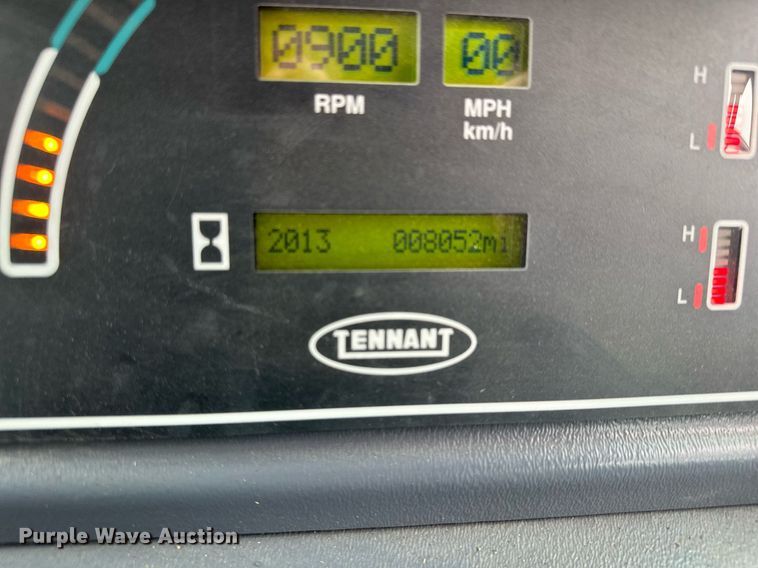 0900
00
RPM
MPH
km/h
H
L
2013 008052mi
H
L
TENNANT
Purple Wave Auction